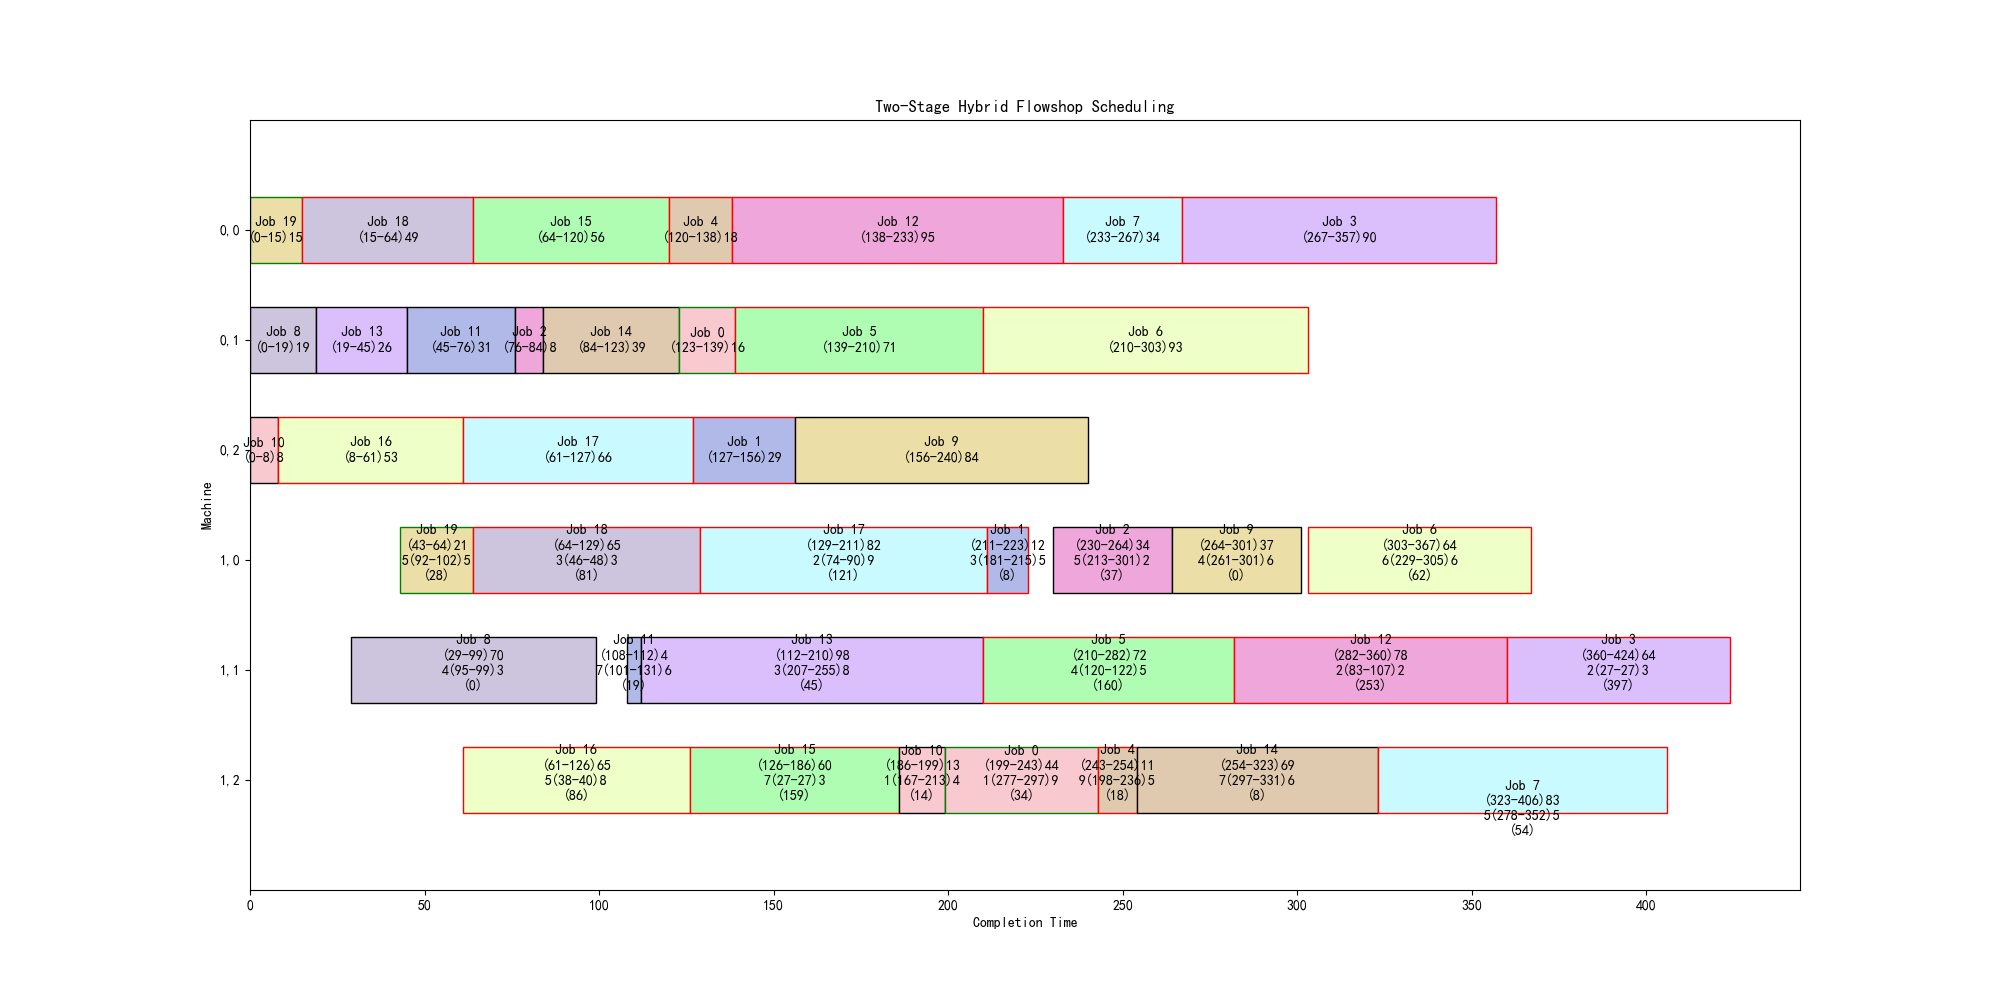 Two-Stage Hybrid Flowshop Scheduling
Machine
0,0
Job 19
(0-15)15
Job 18
(15-64)49
Job 15
(64-120)56
Job 4
(120-138)18
Job 12
(138-233)95
Job 7
(233-267)34
Job 3
(267-357)90
0,1
Job 8
(0-19)19
Job 13
(19-45)26
Job 11
(45-76)31
Job 2
(76-84)8
Job 14
(84-123)39
Job 0
(123-139)16
Job 5
(139-210)71
Job 6
(210-303)93
0,2
Job 10
(0-8)8
Job 16
(8-61)53
Job 17
(61-127)66
Job 1
(127-156)29
Job 9
(156-240)84
1,0
Job 19
(43-64)21
5(92-102)5
(28)
Job 18
(64-129)65
3(46-48)3
(81)
Job 17
(129-211)82
2(74-90)9
(121)
Job 1
(211-223)12
3(181-215)5
(8)
Job 2
(230-264)34
5(213-301)2
(37)
Job 9
(264-301)37
4(261-301)6
(0)
Job 6
(303-367)64
6(229-305)6
(62)
1,1
Job 8
(29-99)70
4(95-99)3
(0)
Job 11
(108-112)4
7(101-131)6
(19)
Job 13
(112-210)98
3(207-255)8
(45)
Job 5
(210-282)72
4(120-122)5
(160)
Job 12
(282-360)78
2(83-107)2
(253)
Job 3
(360-424)64
2(27-27)3
(397)
1,2
Job 16
(61-126)65
5(38-40)8
(86)
Job 15
(126-186)60
7(27-27)3
(159)
Job 10
(186-199)13
1(167-213)4
(14)
Job 0
(199-243)44
1(277-297)9
(34)
Job 4
(243-254)11
9(198-236)5
(18)
Job 14
(254-323)69
7(297-331)6
(8)
Job 7
(323-406)83
5(278-352)5
(54)
0 50 100 150 200 250 300 350 400
Completion Time